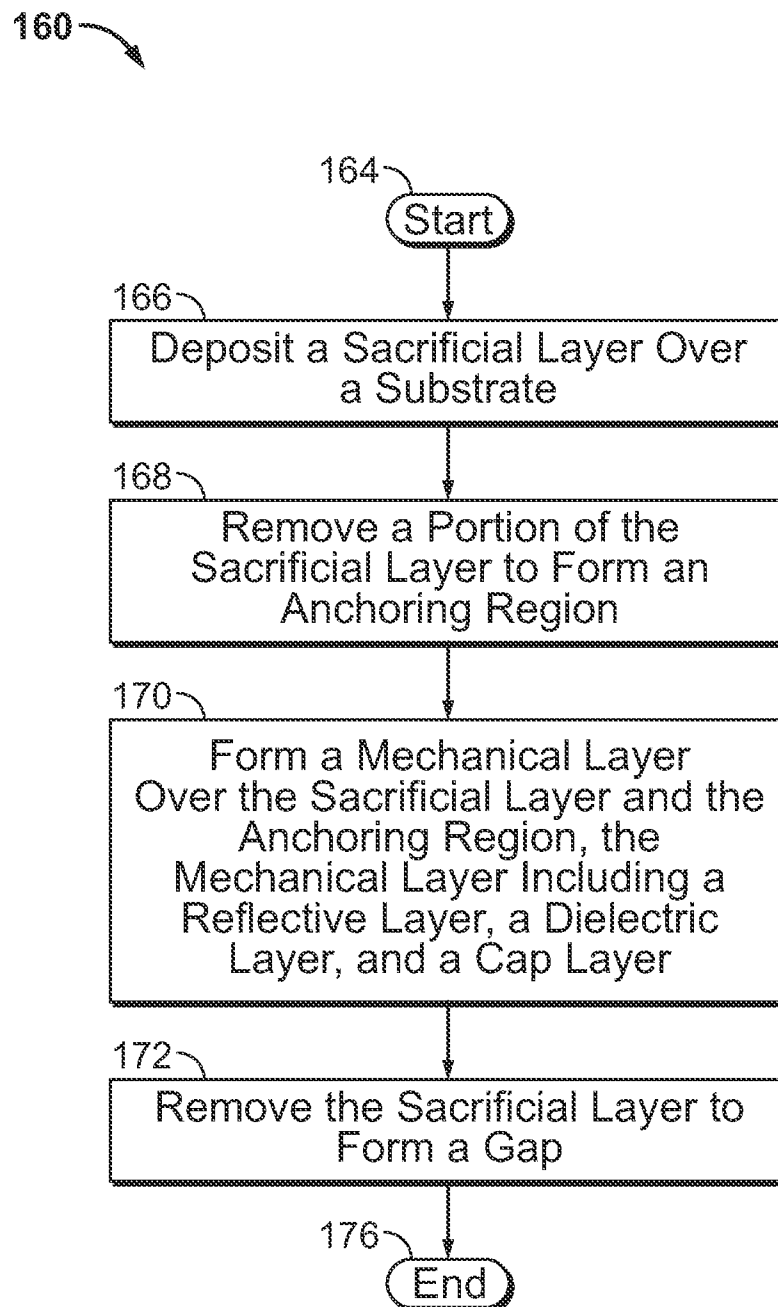 160
164
Start
166
Deposit a Sacrificial Layer Over
a Substrate
168
Remove a Portion of the
Sacrificial Layer to Form an
Anchoring Region
170
Form a Mechanical Layer
Over the Sacrificial Layer and the
Anchoring Region, the
Mechanical Layer Including a
Reflective Layer, a Dielectric
Layer, and a Cap Layer
172
Remove the Sacrificial Layer to
Form a Gap
176
End